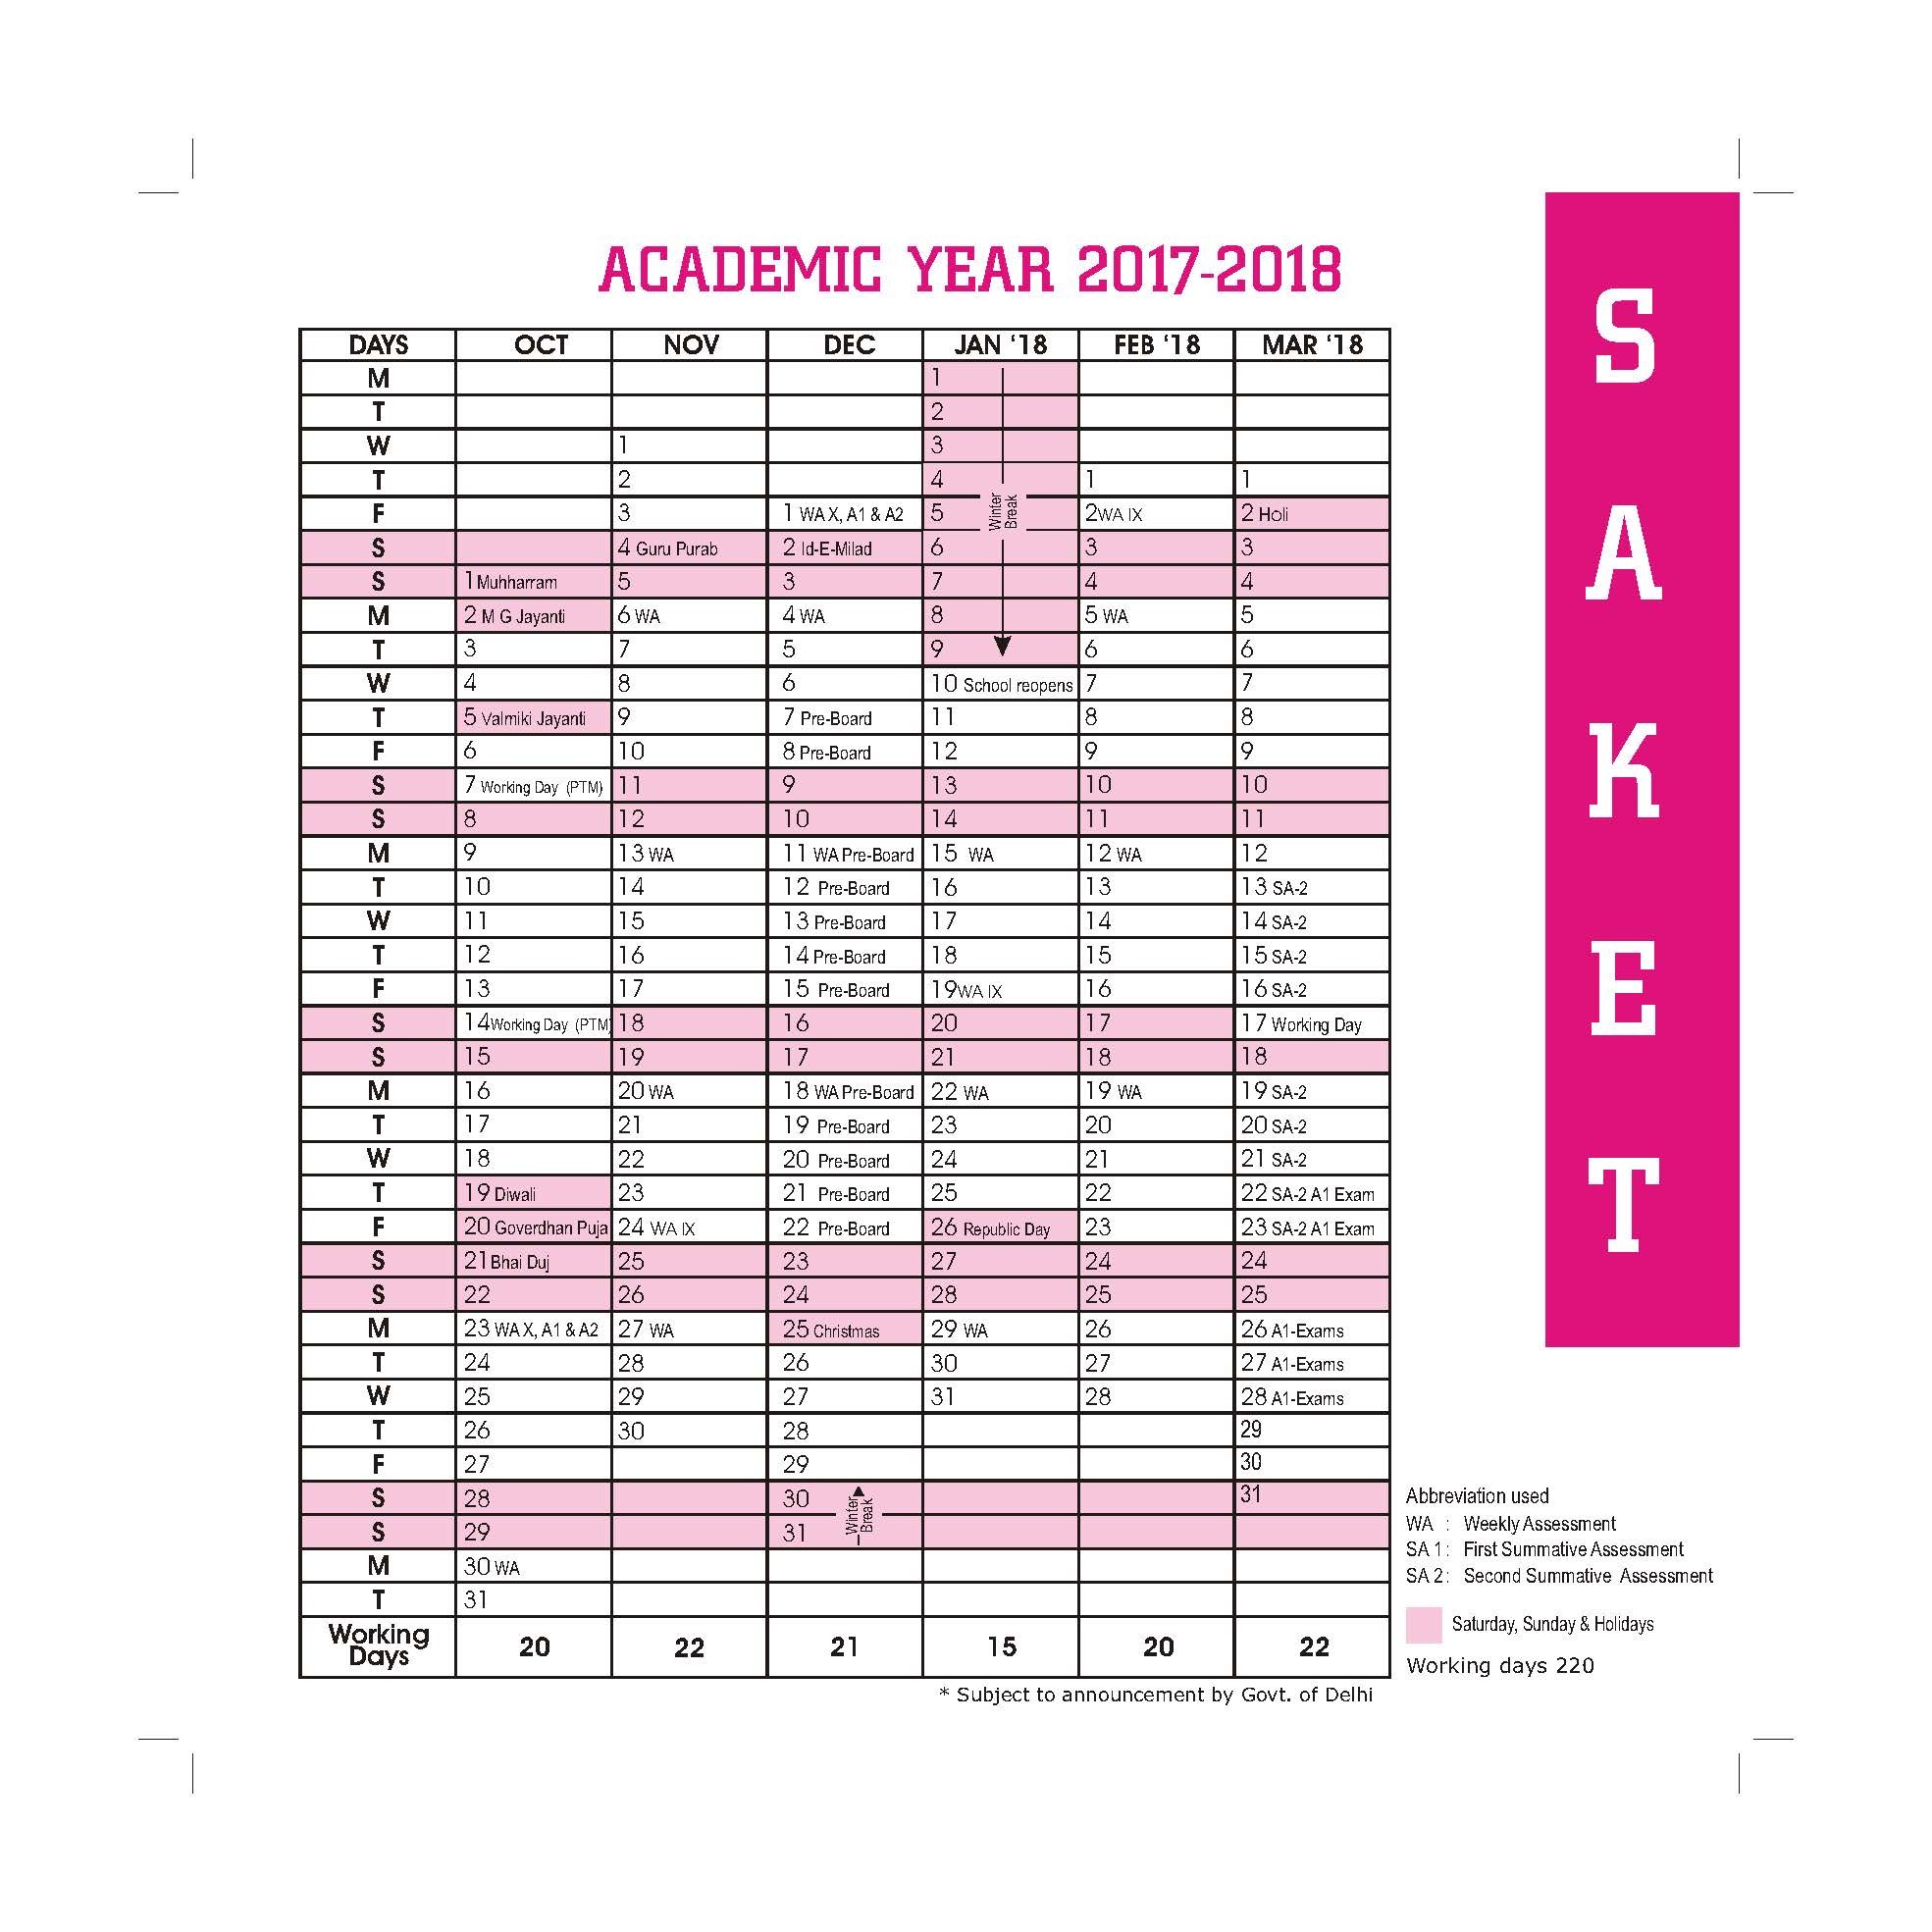 ACADEMIC YEAR 2017-2018
DAYS OCT NOV DEC JAN ‘18 FEB ‘18 MAR ‘18
M 1
T 2
W 1 3
T 2 4 1 1
F 3 1 WA X, A1 & A2 5 2WA IX 2 Holi
S 4 Guru Purab 2 Id-E-Milad 6 3 3
S 1 Muhharram 5 3 7 4 4
M 2 M G Jayanti 6 WA 4 WA 8 5 WA 5
T 3 7 5 9 6 6
W 4 8 6 10 School reopens 7 7
T 5 Valmiki Jayanti 9 7 Pre-Board 11 8 8
F 6 10 8 Pre-Board 12 9 9
S 7 Working Day (PTM) 11 9 13 10 10
S 8 12 10 14 11 11
M 9 13 WA 11 WA Pre-Board 15 WA 12 WA 12
T 10 14 12 Pre-Board 16 13 13 SA-2
W 11 15 13 Pre-Board 17 14 14 SA-2
T 12 16 14 Pre-Board 18 15 15 SA-2
F 13 17 15 Pre-Board 19WA IX 16 16 SA-2
S 14Working Day (PTM) 18 16 20 17 17 Working Day
S 15 19 17 21 18 18
M 16 20 WA 18 WA Pre-Board 22 WA 19 WA 19 SA-2
T 17 21 19 Pre-Board 23 20 20 SA-2
W 18 22 20 Pre-Board 24 21 21 SA-2
T 19 Diwali 23 21 Pre-Board 25 22 22 SA-2 A1 Exam
F 20 Goverdhan Puja 24 WA IX 22 Pre-Board 26 Republic Day 23 23 SA-2 A1 Exam
S 21 Bhai Duj 25 23 27 24 24
S 22 26 24 28 25 25
M 23 WA X, A1 & A2 27 WA 25 Christmas 29 WA 26 26 A1-Exams
T 24 28 26 30 27 27 A1-Exams
W 25 29 27 31 28 28 A1-Exams
T 26 30 28 29
F 27 29 30
S 28 30 31
S 29 31
M 30 WA
T 31
Winter
Break
Winter
Break
Working
Days 20 22 21 15 20 22
* Subject to announcement by Govt. of Delhi
SAKET
Abbreviation used
WA : Weekly Assessment
SA 1 : First Summative Assessment
SA 2 : Second Summative Assessment
Saturday, Sunday & Holidays
Working days 220